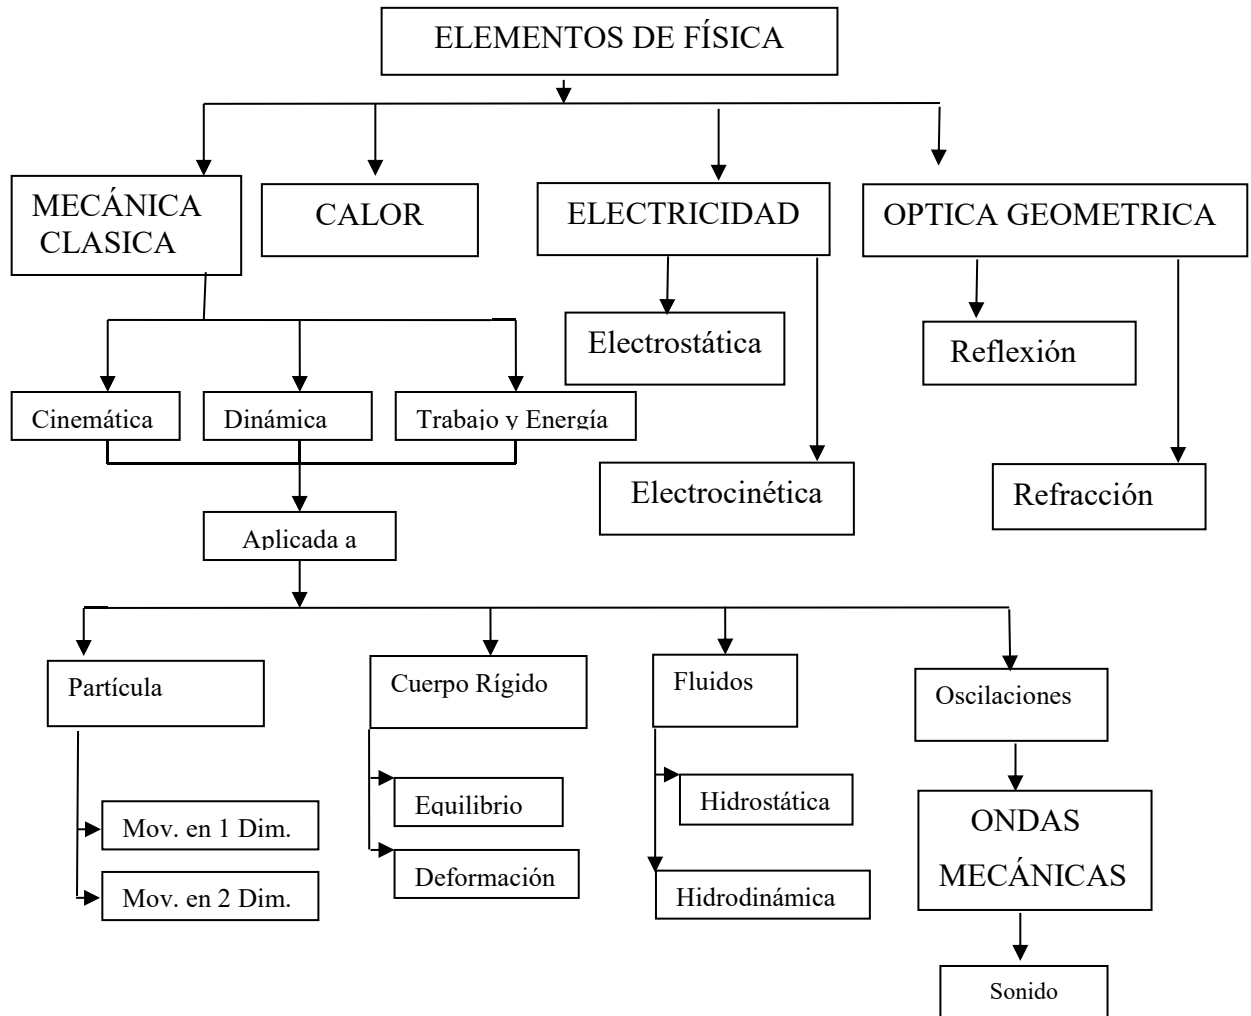 ELEMENTOS DE FÍSICA
MECÁNICA
CLASICA
CALOR
ELECTRICIDAD
OPTICA GEOMETRICA
Electrostática
Reflexión
Cinemática
Dinámica
Trabajo y Energía
Electrocinética
Refracción
Aplicada a
Partícula
Cuerpo Rígido
Fluidos
Oscilaciones
Equilibrio
Hidrostática
Mov. en 1 Dim.
ONDAS
MECÁNICAS
Deformación
Mov. en 2 Dim.
Hidrodinámica
Sonido